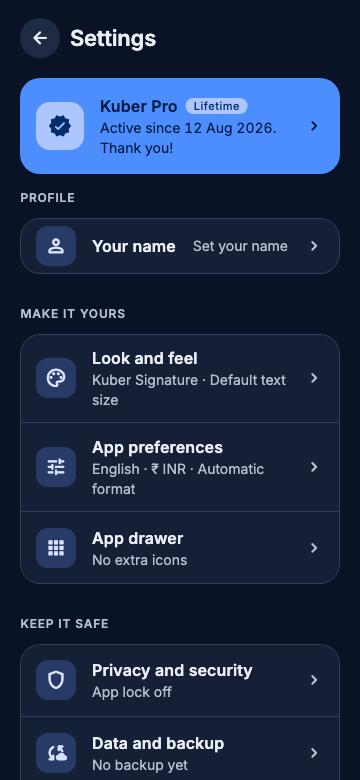 Settings
Kuber Pro Lifetime
Active since 12 Aug 2026.
Thank you!
PROFILE
Your name Set your name
MAKE IT YOURS
Look and feel
Kuber Signature · Default text
size
App preferences
English · ₹ INR · Automatic
format
App drawer
No extra icons
KEEP IT SAFE
Privacy and security
App lock off
Data and backup
No backup yet